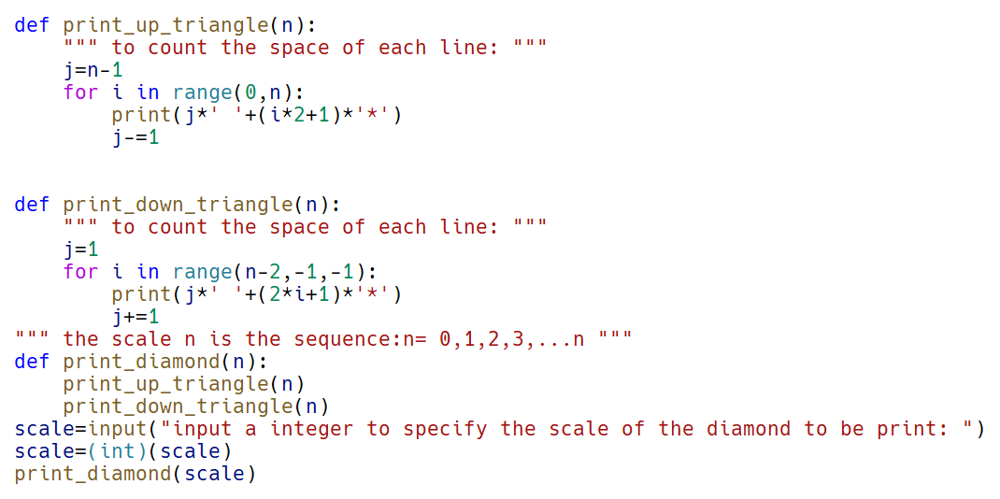 def print_up_triangle(n):
    """ to count the space of each line: """
    j=n-1
    for i in range(0,n):
        print(j*' '+(i*2+1)*'*')
        j-=1
def print_down_triangle(n):
    """ to count the space of each line: """
    j=1
    for i in range(n-2,-1,-1):
        print(j*' '+(2*i+1)*'*')
        j+=1
""" the scale n is the sequence:n= 0,1,2,3,...n """
def print_diamond(n):
    print_up_triangle(n)
    print_down_triangle(n)
scale=input("input a integer to specify the scale of the diamond to be print: ")
scale=(int)(scale)
print_diamond(scale)